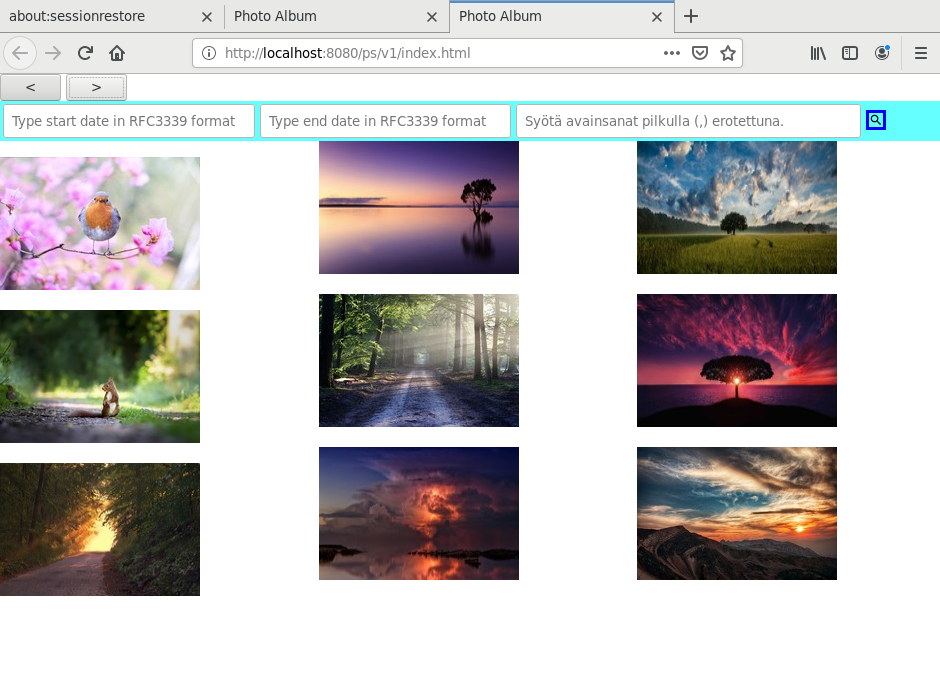 about:sessionrestore
Photo Album
Photo Album
http://localhost:8080/ps/v1/index.html
<
>
Type start date in RFC3339 format
Type end date in RFC3339 format
Syötä avainsanat pilkulla (,) erotettuna.